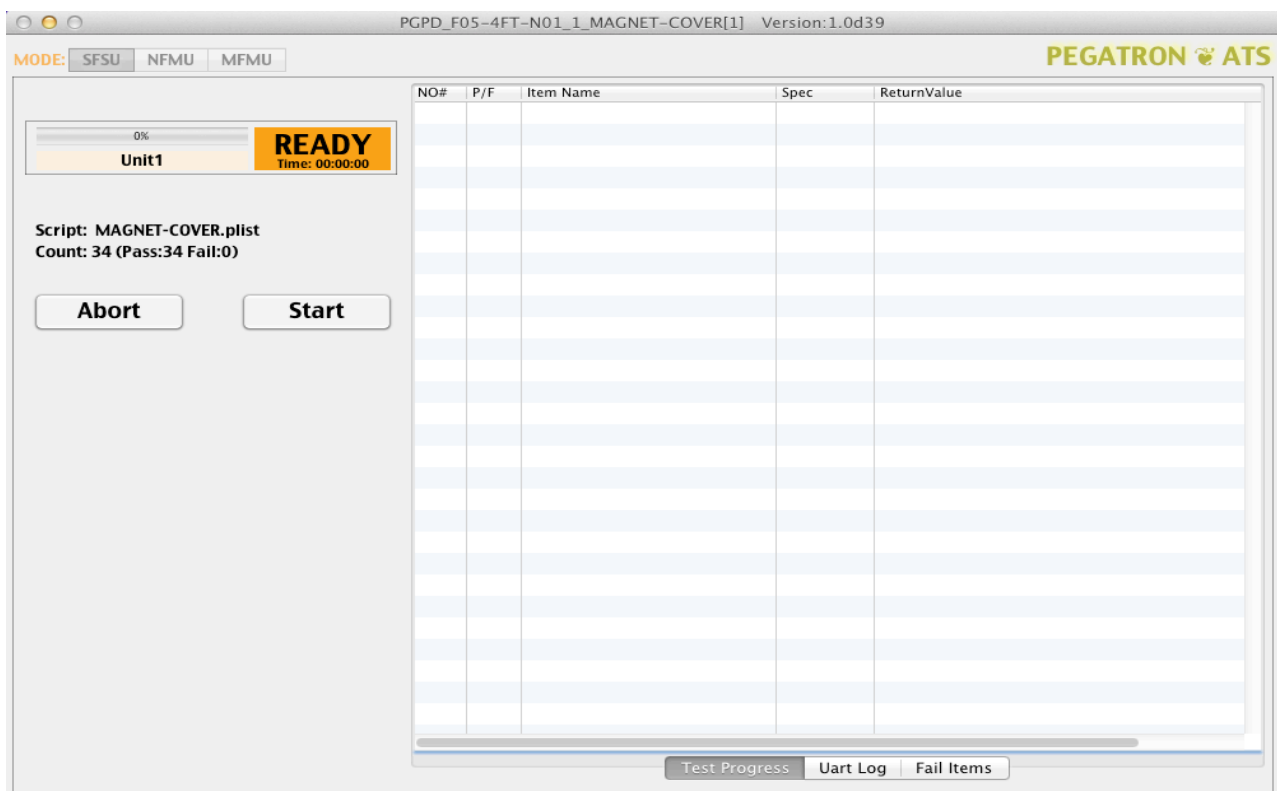 PGPD_F05-4FT-N01_1_MAGNET-COVER[1] Version:1.0d39
MODE: SFSU NFMU MFMU
PEGATRON ATS
NO# P/F Item Name Spec ReturnValue
0%
Unit1
READY
Time: 00:00:00
Script: MAGNET-COVER.plist
Count: 34 (Pass:34 Fail:0)
Abort Start
Test Progress Uart Log Fail Items